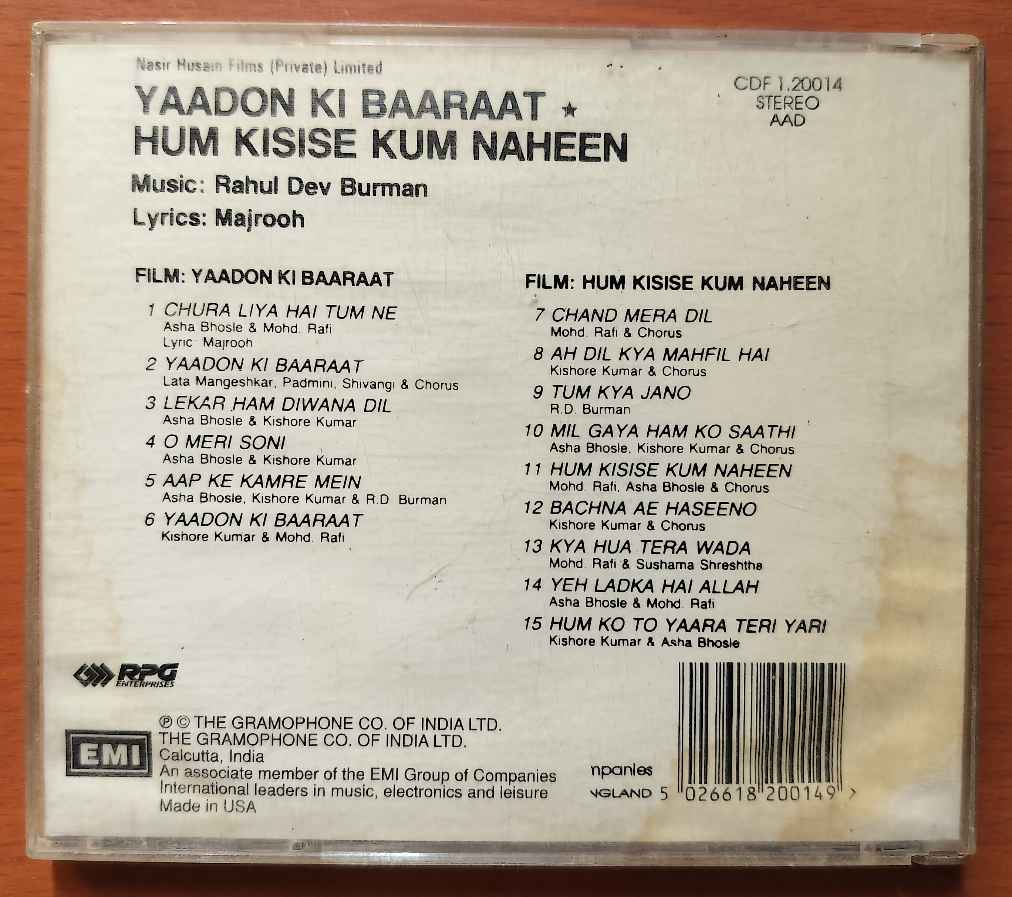 Nasir Husain Films (Private) Limited
YAADON KI BAARAAT ★
HUM KISISE KUM NAHEEN
Music: Rahul Dev Burman
Lyrics: Majrooh
CDF 1.20014
STEREO
AAD
FILM: YAADON KI BAARAAT
1 CHURA LIYA HAI TUM NE
Asha Bhosle & Mohd. Rafi
Lyric: Majrooh
2 YAADON KI BAARAAT
Lata Mangeshkar, Padmini, Shivangi & Chorus
3 LEKAR HAM DIWANA DIL
Asha Bhosle & Kishore Kumar
4 O MERI SONI
Asha Bhosle & Kishore Kumar
5 AAP KE KAMRE MEIN
Asha Bhosle, Kishore Kumar & R.D. Burman
6 YAADON KI BAARAAT
Kishore Kumar & Mohd. Rafi
FILM: HUM KISISE KUM NAHEEN
7 CHAND MERA DIL
Mohd. Rafi & Chorus
8 AH DIL KYA MAHFIL HAI
Kishore Kumar & Chorus
9 TUM KYA JANO
R.D. Burman
10 MIL GAYA HAM KO SAATHI
Asha Bhosle, Kishore Kumar & Chorus
11 HUM KISISE KUM NAHEEN
Mohd. Rafi, Asha Bhosle & Chorus
12 BACHNA AE HASEENO
Kishore Kumar & Chorus
13 KYA HUA TERA WADA
Mohd. Rafi & Sushama Shreshtha
14 YEH LADKA HAI ALLAH
Asha Bhosle & Mohd. Rafi
15 HUM KO TO YAARA TERI YARI
Kishore Kumar & Asha Bhosle
RPG
ENTERPRISES
EMI
℗ © THE GRAMOPHONE CO. OF INDIA LTD.
THE GRAMOPHONE CO. OF INDIA LTD.
Calcutta, India
An associate member of the EMI Group of Companies
International leaders in music, electronics and leisure
Made in USA
npanies
NGLAND
5 026618 200149 >